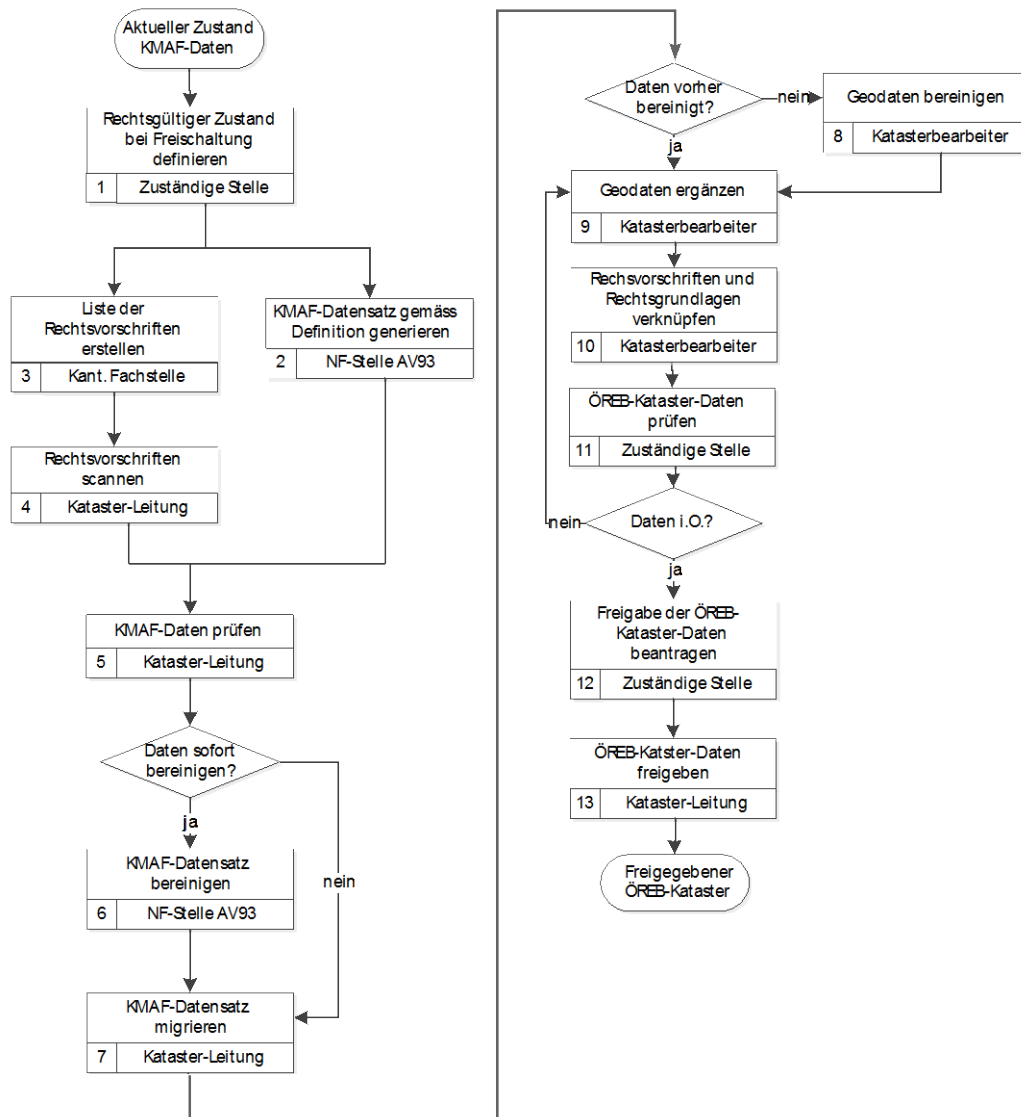 Aktueller Zustand
KMAF-Daten
Rechtsgültiger Zustand
bei Freischaltung
definieren
1 Zuständige Stelle
Liste der
Rechtsvorschriften
erstellen
3 Kant. Fachstelle
KMAF-Datensatz gemäss
Definition generieren
2 NF-Stelle AV93
Rechtsvorschriften
scannen
4 Kataster-Leitung
KMAF-Daten prüfen
5 Kataster-Leitung
Daten sofort
bereinigen?
ja
nein
KMAF-Datensatz
bereinigen
6 NF-Stelle AV93
KMAF-Datensatz
migrieren
7 Kataster-Leitung
Daten vorher
bereinigt?
nein
ja
Geodaten bereinigen
8 Katasterbearbeiter
Geodaten ergänzen
9 Katasterbearbeiter
Rechsvorschriften und
Rechtsgrundlagen
verknüpfen
10 Katasterbearbeiter
ÖREB-Kataster-Daten
prüfen
11 Zuständige Stelle
nein
Daten i.O.?
ja
Freigabe der ÖREB-
Kataster-Daten
beantragen
12 Zuständige Stelle
ÖREB-Katster-Daten
freigeben
13 Kataster-Leitung
Freigegebener
ÖREB-Kataster